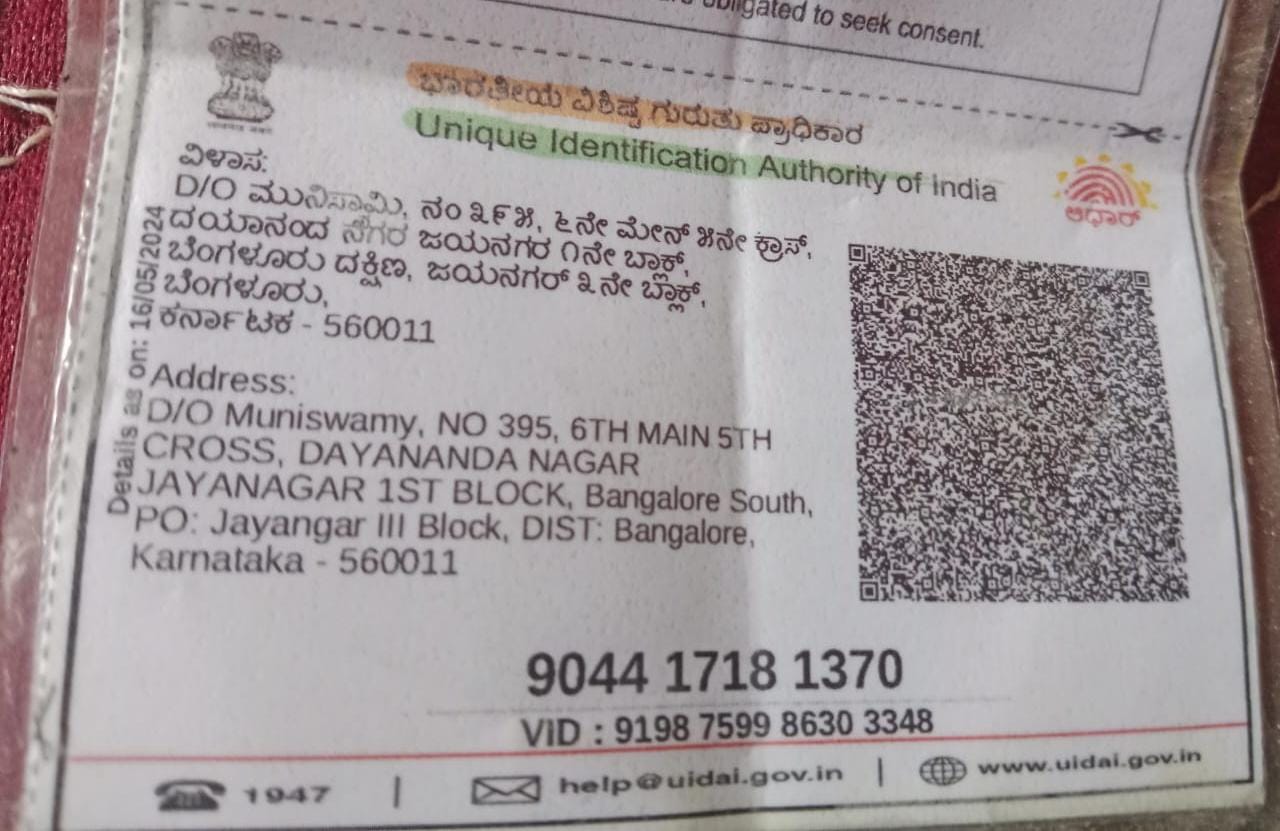 obligated to seek consent.
ಭಾರತೀಯ ವಿಶಿಷ್ಟ ಗುರುತು ಪ್ರಾಧಿಕಾರ
Unique Identification Authority of India
ಆಧಾರ್
ವಿಳಾಸ:
D/O ಮುನಿಸಾಮಿ, ನಂ ೩೯೫, ೬ನೇ ಮೇನ್ ೫ನೇ ಕ್ರಾಸ್,
ದಯಾನಂದ ನಗರ ಜಯನಗರ ೧ನೇ ಬ್ಲಾಕ್,
ಬೆಂಗಳೂರು ದಕ್ಷಿಣ, ಜಯನಗರ್ ೩ನೇ ಬ್ಲಾಕ್,
ಬೆಂಗಳೂರು,
ಕರ್ನಾಟಕ - 560011
Details as on: 16/05/2024
Address:
D/O Muniswamy, NO 395, 6TH MAIN 5TH
CROSS, DAYANANDA NAGAR
JAYANAGAR 1ST BLOCK, Bangalore South,
PO: Jayangar III Block, DIST: Bangalore,
Karnataka - 560011
9044 1718 1370
VID : 9198 7599 8630 3348
1947 | help@uidai.gov.in | www.uidai.gov.in